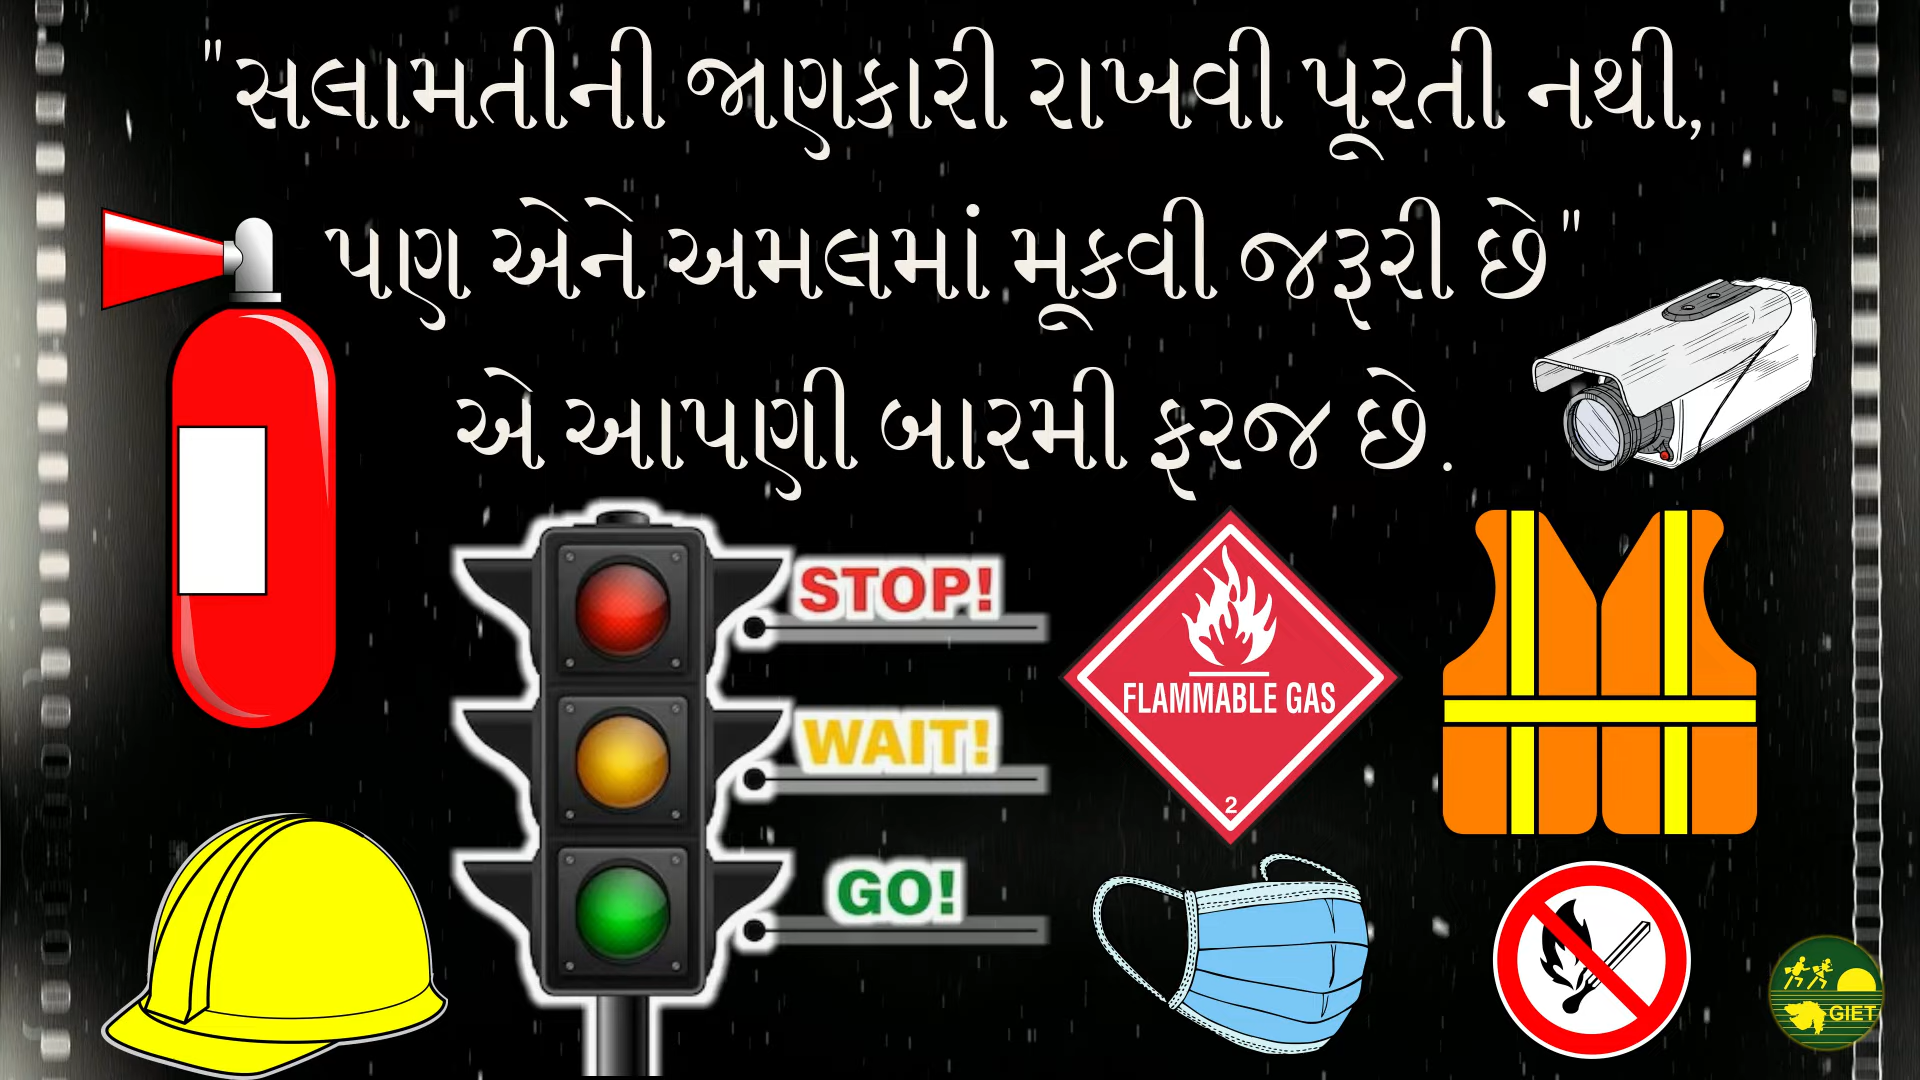 "સલામતીની જાણકારી રાખવી પૂરતી નથી,
પણ એને અમલમાં મૂકવી જરૂરી છે"
એ આપણી બારમી ફરજ છે.
STOP!
WAIT!
GO!
FLAMMABLE GAS
2
GIET